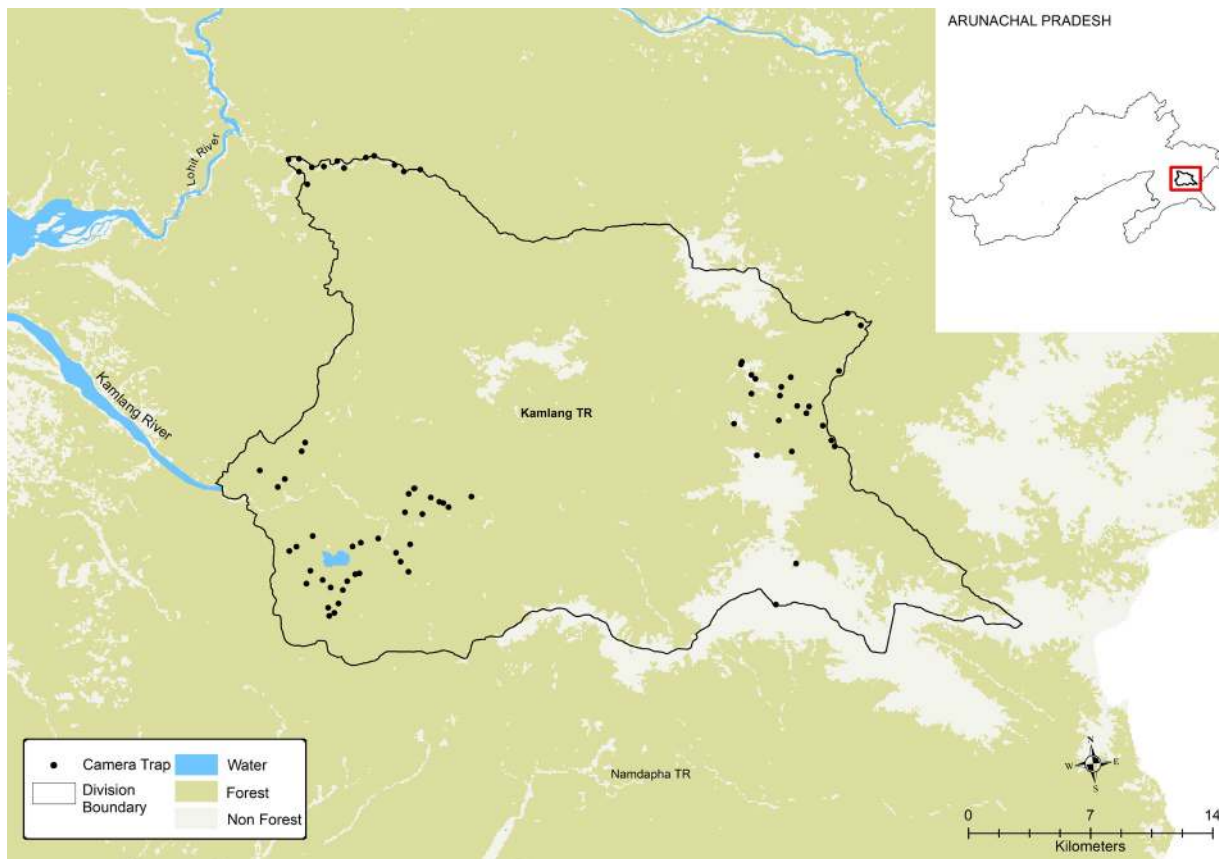 ARUNACHAL PRADESH
Lohit River
Kamlang River
Kamlang TR
Namdapha TR
Camera Trap
Water
Division
Boundary
Forest
Non Forest
N
W
E
S
0 7 14
Kilometers